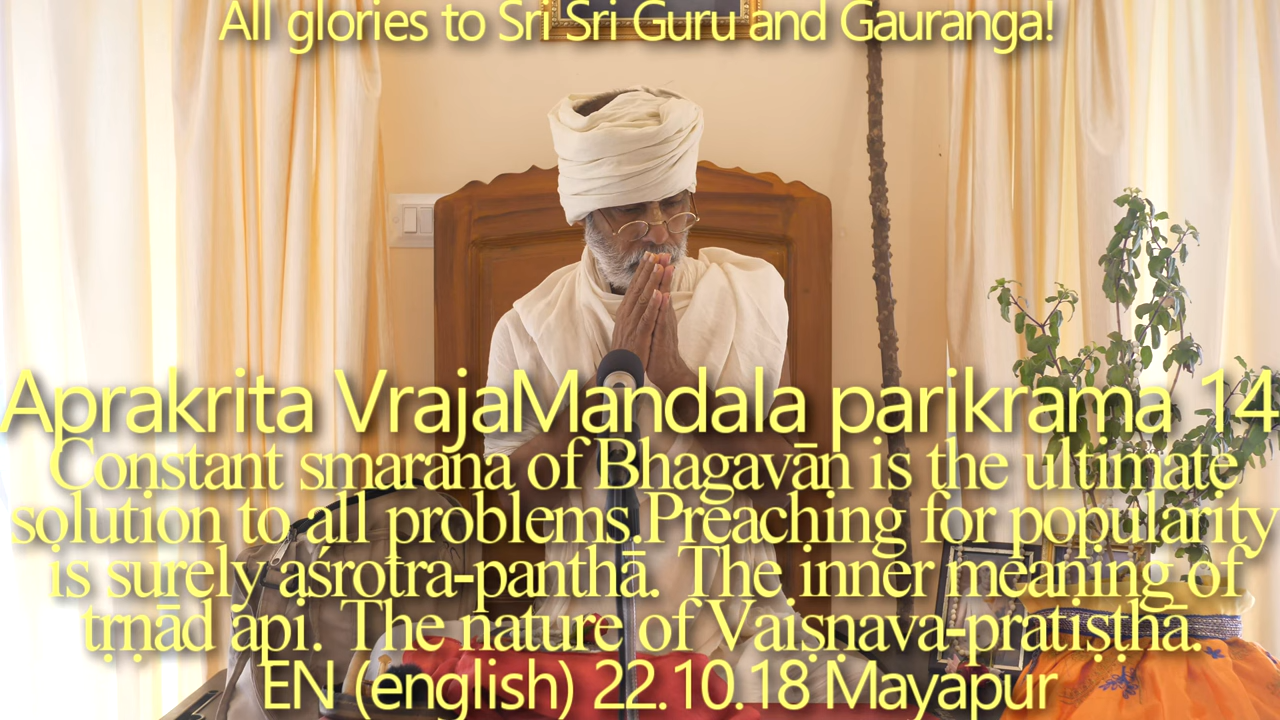 All glories to Sri Sri Guru and Gauranga!
Aprakrita VrajaMandala parikrama 14
Constant smaraṇa of Bhagavān is the ultimate
solution to all problems.Preaching for popularity
is surely aśrotra-panthā. The inner meaning of
tṛṇād api. The nature of Vaiṣṇava-pratiṣṭhā.
EN (english) 22.10.18 Mayapur